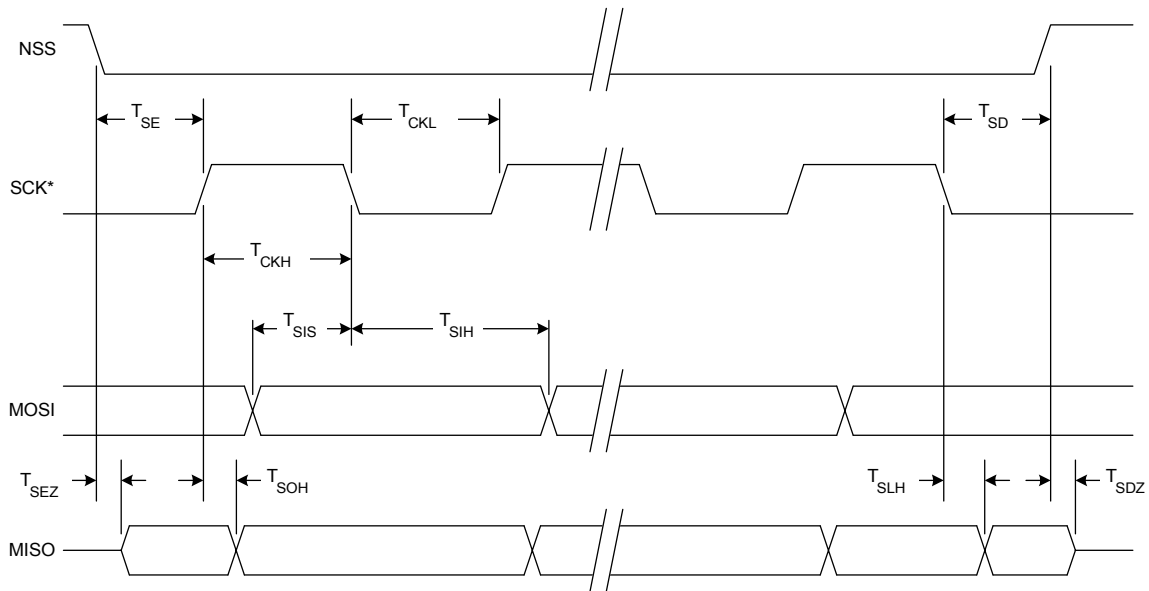 NSS
T_SE
T_CKL
T_SD
SCK*
T_CKH
T_SIS
T_SIH
MOSI
T_SEZ
T_SOH
T_SLH
T_SDZ
MISO